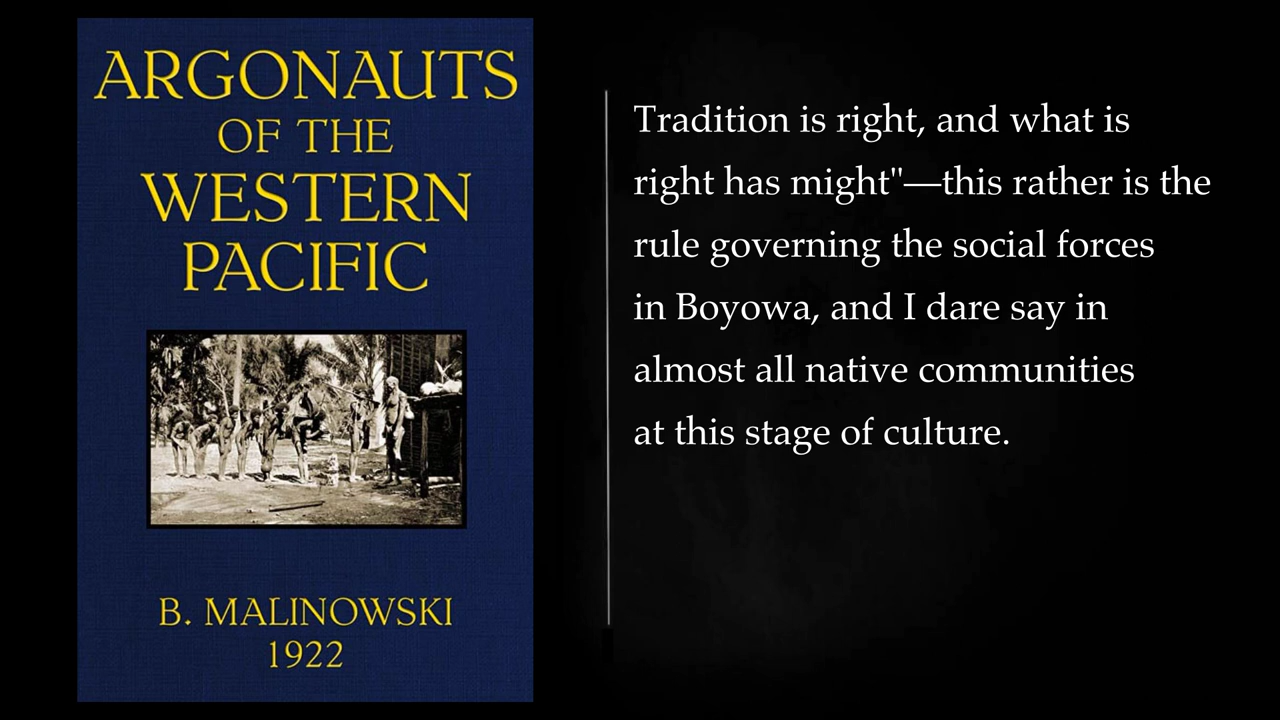 ARGONAUTS
OF THE
WESTERN
PACIFIC
B. MALINOWSKI
1922
Tradition is right, and what is
right has might"—this rather is the
rule governing the social forces
in Boyowa, and I dare say in
almost all native communities
at this stage of culture.